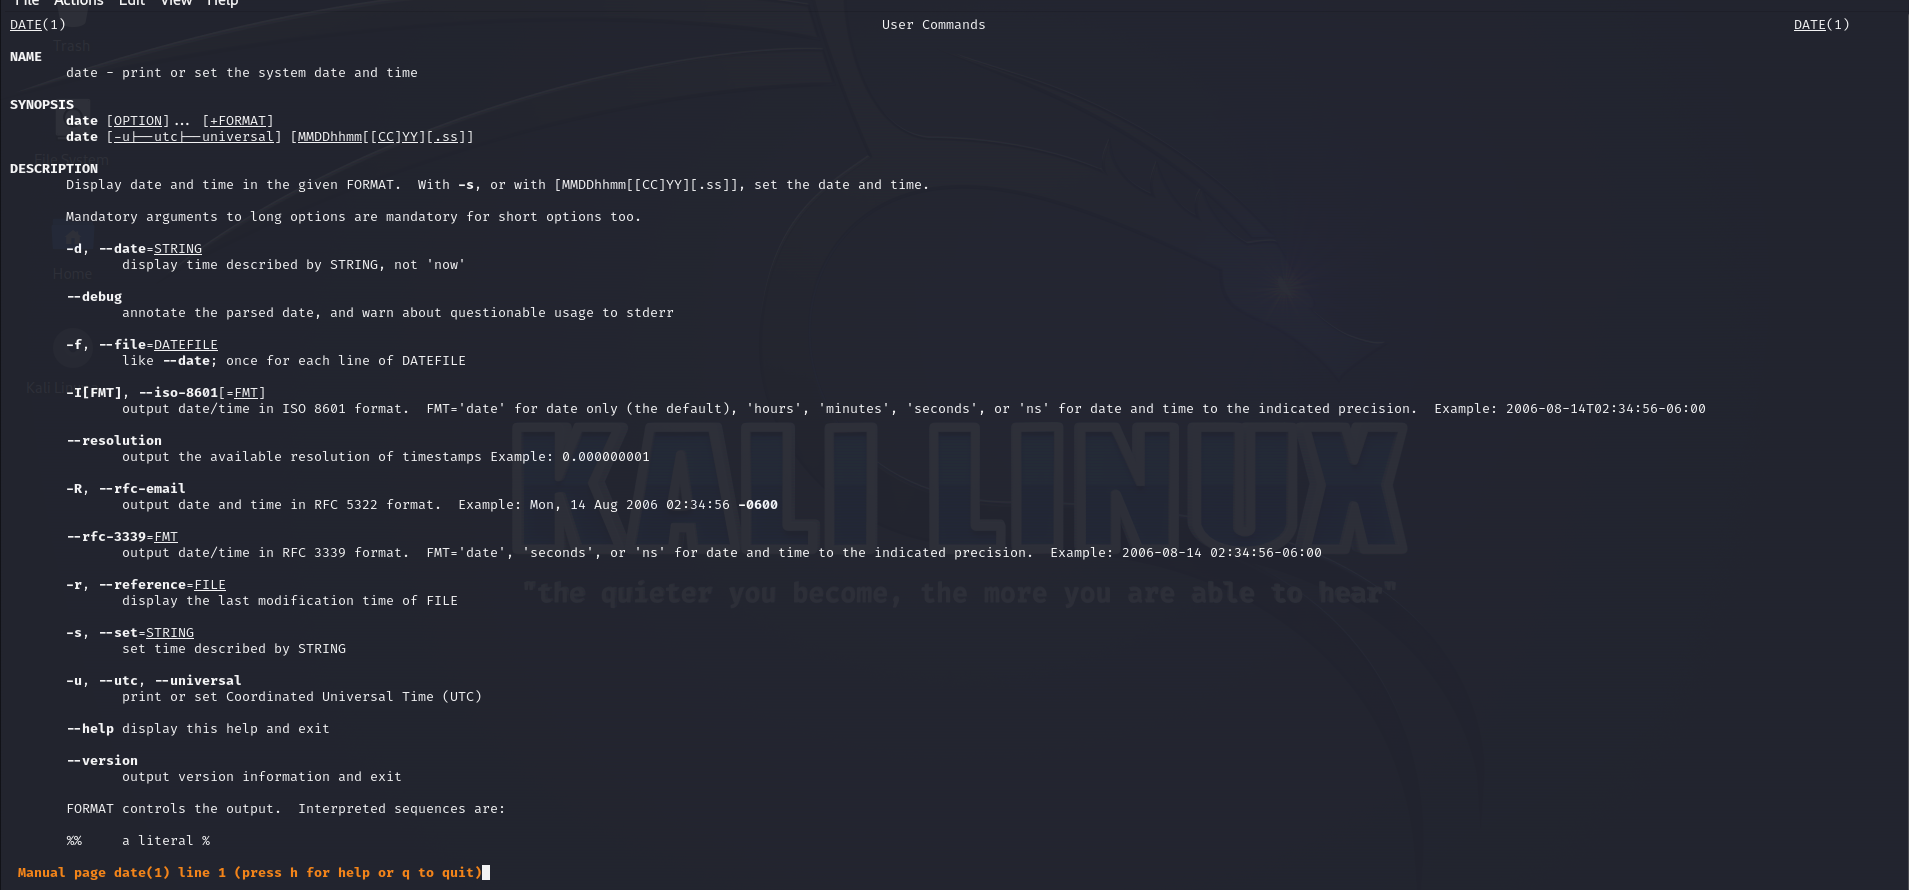 File Actions Edit View Help
DATE(1) User Commands DATE(1)
Trash
NAME
date - print or set the system date and time
SYNOPSIS
date [OPTION]... [+FORMAT]
date [-u|--utc|--universal] [MMDDhhmm[[CC]YY][.ss]]
File System
DESCRIPTION
Display date and time in the given FORMAT.  With -s, or with [MMDDhhmm[[CC]YY][.ss]], set the date and time.
Mandatory arguments to long options are mandatory for short options too.
-d, --date=STRING
display time described by STRING, not 'now'
Home
--debug
annotate the parsed date, and warn about questionable usage to stderr
-f, --file=DATEFILE
like --date; once for each line of DATEFILE
Kali
-I[FMT], --iso-8601[=FMT]
output date/time in ISO 8601 format.  FMT='date' for date only (the default), 'hours', 'minutes', 'seconds', or 'ns' for date and time to the indicated precision.  Example: 2006-08-14T02:34:56-06:00
--resolution
output the available resolution of timestamps Example: 0.000000001
KALI LINUX
-R, --rfc-email
output date and time in RFC 5322 format.  Example: Mon, 14 Aug 2006 02:34:56 -0600
--rfc-3339=FMT
output date/time in RFC 3339 format.  FMT='date', 'seconds', or 'ns' for date and time to the indicated precision.  Example: 2006-08-14 02:34:56-06:00
-r, --reference=FILE
"the quieter you become, the more you are able to hear"
display the last modification time of FILE
-s, --set=STRING
set time described by STRING
-u, --utc, --universal
print or set Coordinated Universal Time (UTC)
--help display this help and exit
--version
output version information and exit
FORMAT controls the output.  Interpreted sequences are:
%% a literal %
Manual page date(1) line 1 (press h for help or q to quit)